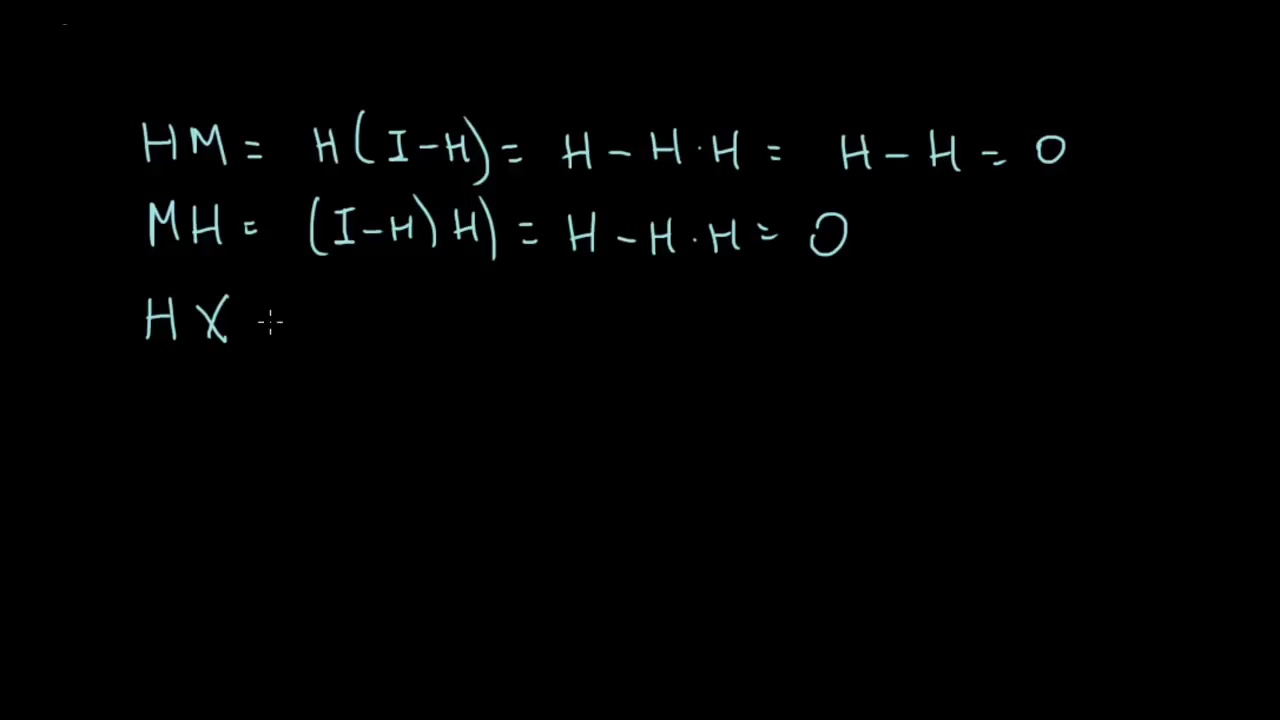 HM = H(I-H) = H - H·H = H - H = 0
MH = (I-H)H) = H - H·H = 0
HX